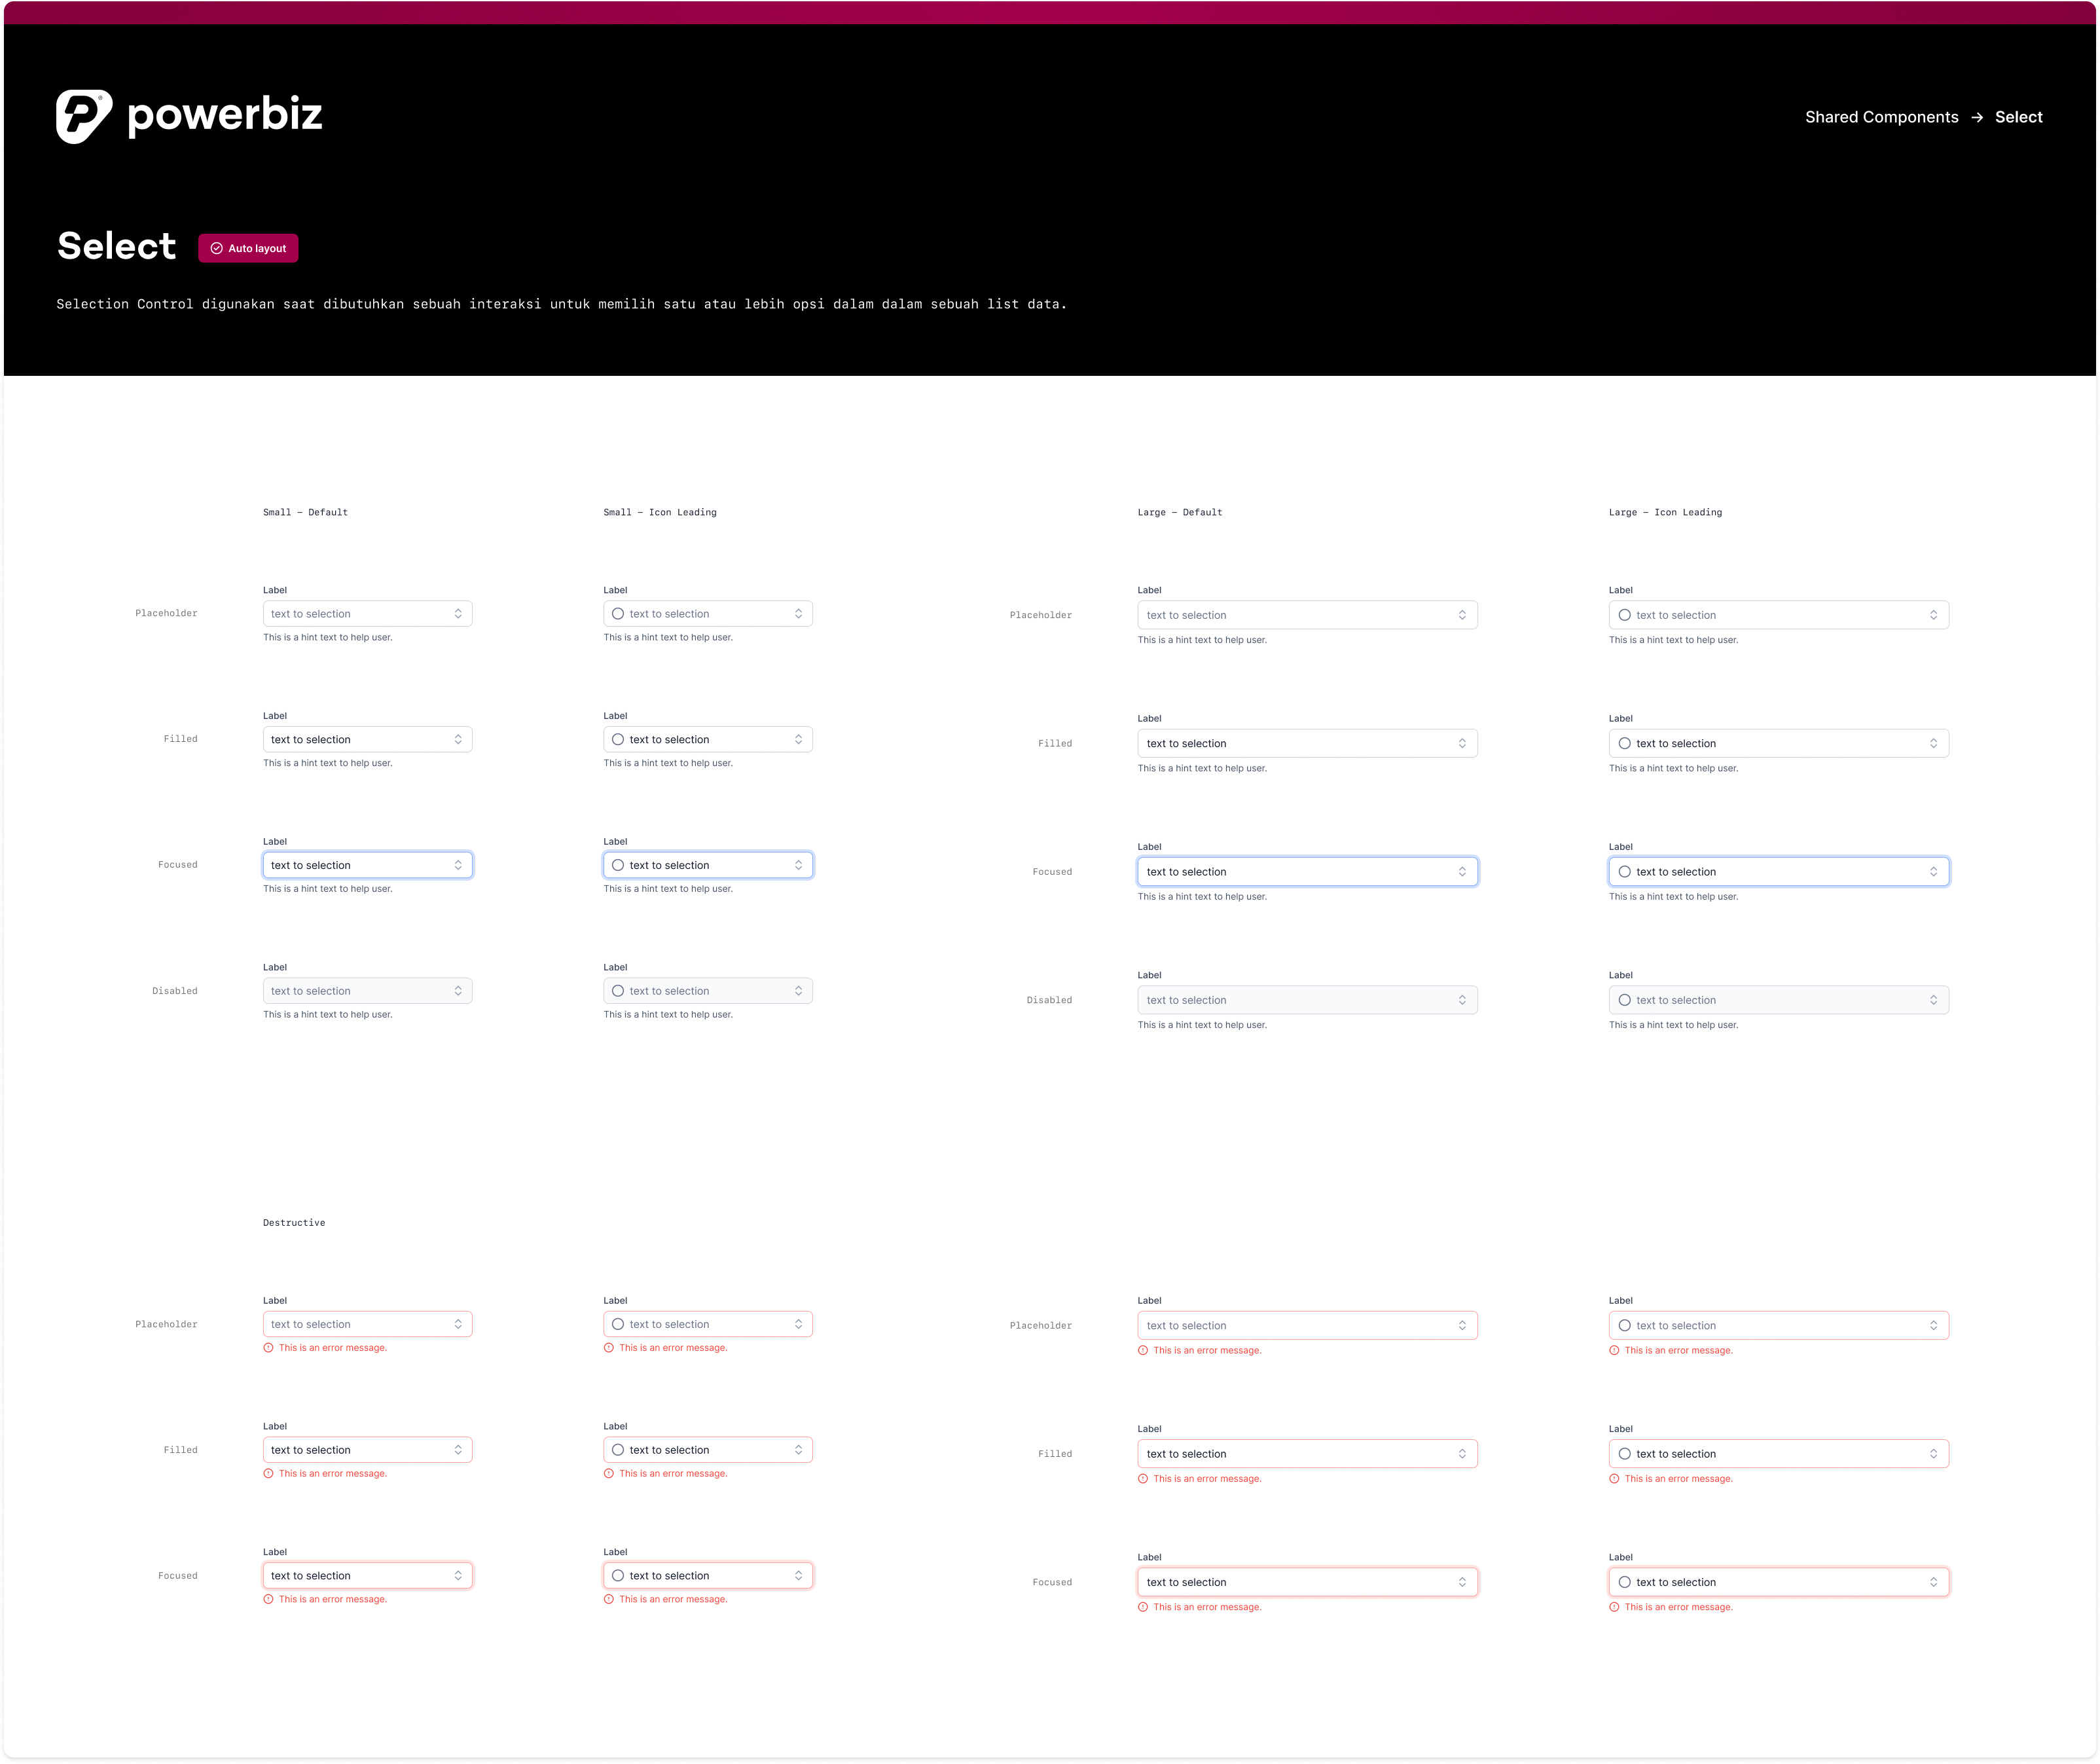 powerbiz
Shared Components → Select
Select
Auto layout
Selection Control digunakan saat dibutuhkan sebuah interaksi untuk memilih satu atau lebih opsi dalam dalam sebuah list data.
Small – Default
Small – Icon Leading
Large – Default
Large – Icon Leading
Label
Label
Label
Label
Placeholder
text to selection
text to selection
Placeholder
text to selection
text to selection
This is a hint text to help user.
This is a hint text to help user.
This is a hint text to help user.
This is a hint text to help user.
Label
Label
Label
Label
Filled
text to selection
text to selection
Filled
text to selection
text to selection
This is a hint text to help user.
This is a hint text to help user.
This is a hint text to help user.
This is a hint text to help user.
Label
Label
Label
Label
Focused
text to selection
text to selection
Focused
text to selection
text to selection
This is a hint text to help user.
This is a hint text to help user.
This is a hint text to help user.
This is a hint text to help user.
Label
Label
Label
Label
Disabled
text to selection
text to selection
Disabled
text to selection
text to selection
This is a hint text to help user.
This is a hint text to help user.
This is a hint text to help user.
This is a hint text to help user.
Destructive
Label
Label
Label
Label
Placeholder
text to selection
text to selection
Placeholder
text to selection
text to selection
This is an error message.
This is an error message.
This is an error message.
This is an error message.
Label
Label
Label
Label
Filled
text to selection
text to selection
Filled
text to selection
text to selection
This is an error message.
This is an error message.
This is an error message.
This is an error message.
Label
Label
Label
Label
Focused
text to selection
text to selection
Focused
text to selection
text to selection
This is an error message.
This is an error message.
This is an error message.
This is an error message.